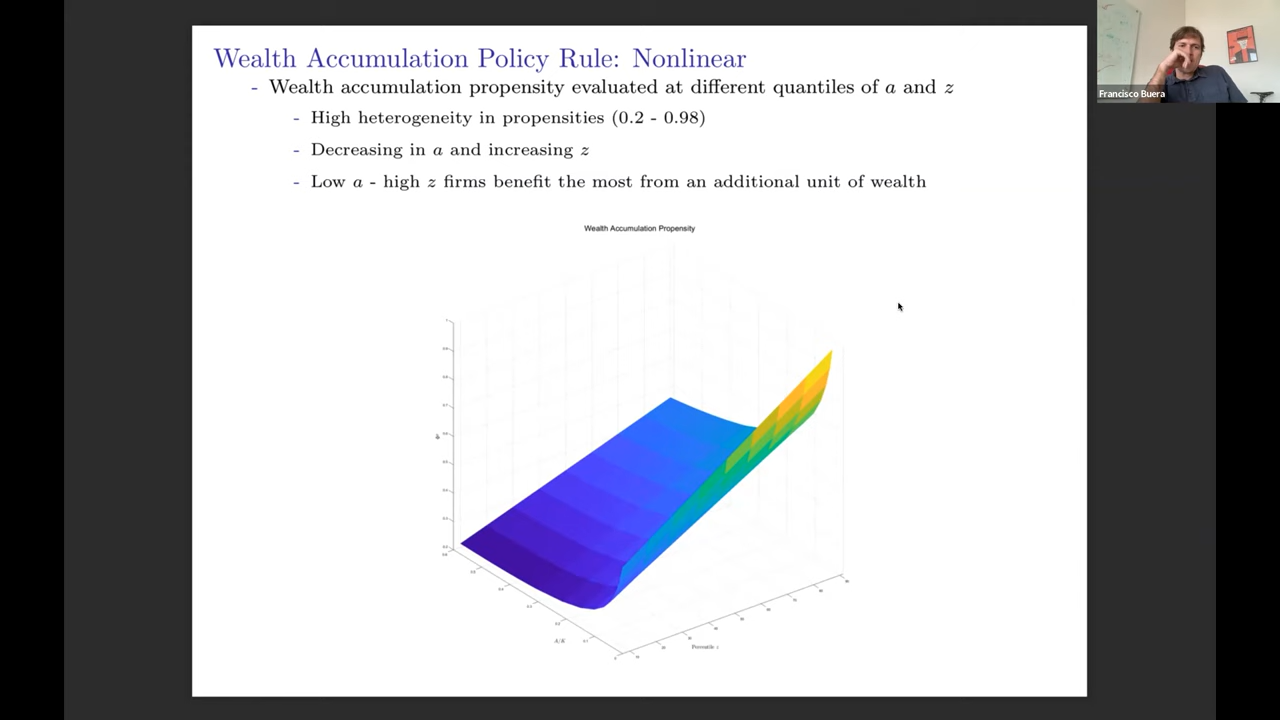 Wealth Accumulation Policy Rule: Nonlinear
- Wealth accumulation propensity evaluated at different quantiles of a and z
- High heterogeneity in propensities (0.2 - 0.98)
- Decreasing in a and increasing z
- Low a - high z firms benefit the most from an additional unit of wealth
Wealth Accumulation Propensity
A/K
Percentile z
Francisco Buera